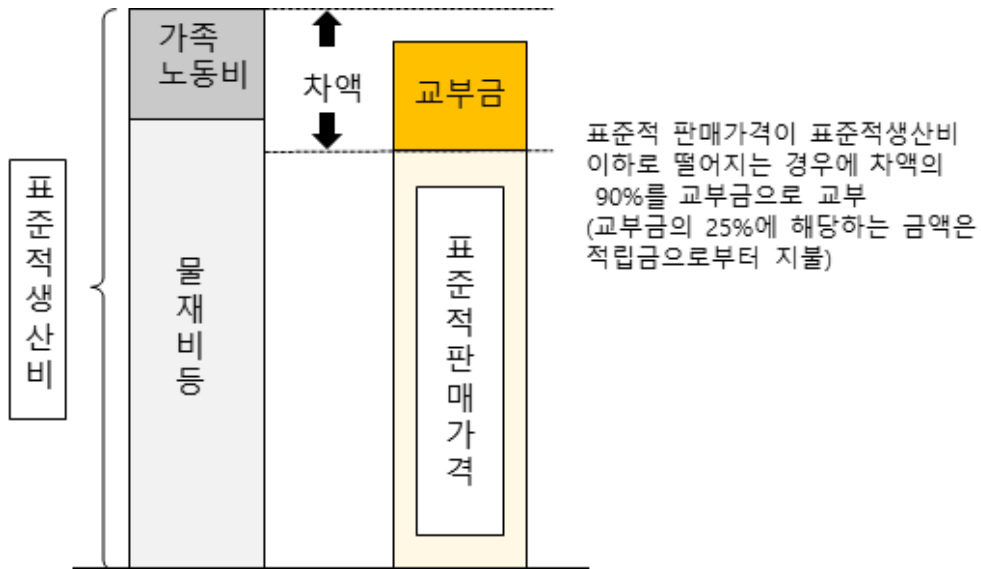 표준적생산비
가족
노동비
물재비등
차액
교부금
표준적판매가격
표준적 판매가격이 표준적생산비
이하로 떨어지는 경우에 차액의
90%를 교부금으로 교부
(교부금의 25%에 해당하는 금액은
적립금으로부터 지불)